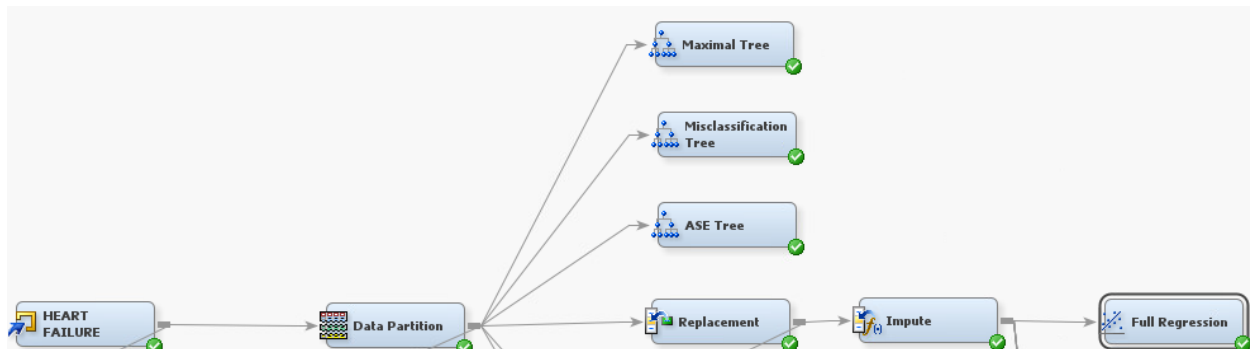 Maximal Tree
Misclassification
Tree
ASE Tree
HEART
FAILURE
Data Partition
Replacement
Impute
Full Regression